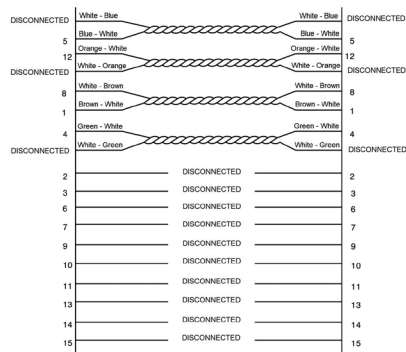 DISCONNECTED White - Blue White - Blue DISCONNECTED
5 Blue - White Blue - White 5
12 Orange - White Orange - White 12
DISCONNECTED White - Orange White - Orange DISCONNECTED
8 White - Brown White - Brown 8
1 Brown - White Brown - White 1
4 Green - White Green - White 4
DISCONNECTED White - Green White - Green DISCONNECTED
2 DISCONNECTED 2
3 DISCONNECTED 3
6 DISCONNECTED 6
7 DISCONNECTED 7
9 DISCONNECTED 9
10 DISCONNECTED 10
11 DISCONNECTED 11
13 DISCONNECTED 13
14 DISCONNECTED 14
15 DISCONNECTED 15